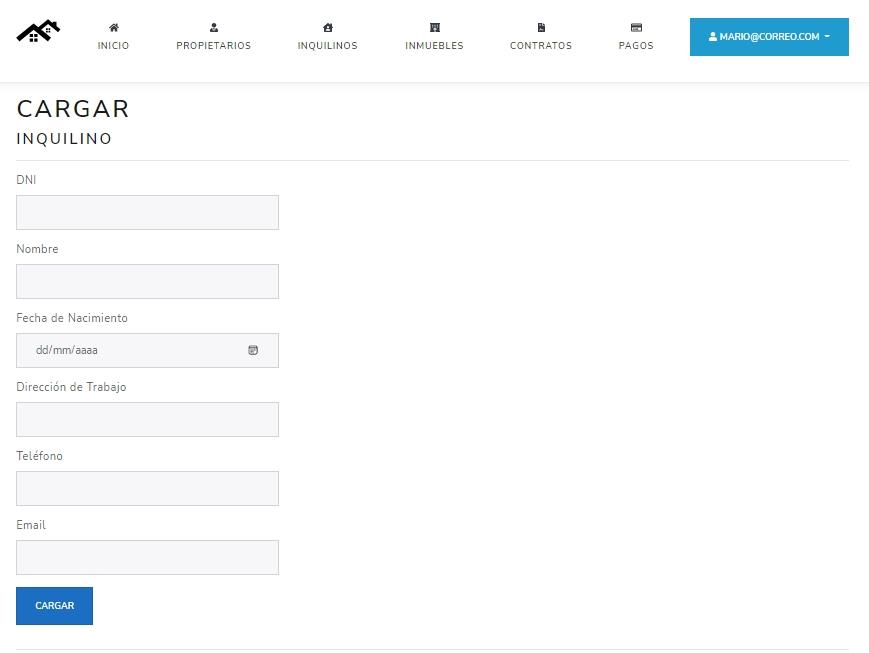 INICIO
PROPIETARIOS
INQUILINOS
INMUEBLES
CONTRATOS
PAGOS
MARIO@CORREO.COM
CARGAR
INQUILINO
DNI
Nombre
Fecha de Nacimiento
dd/mm/aaaa
Dirección de Trabajo
Teléfono
Email
CARGAR